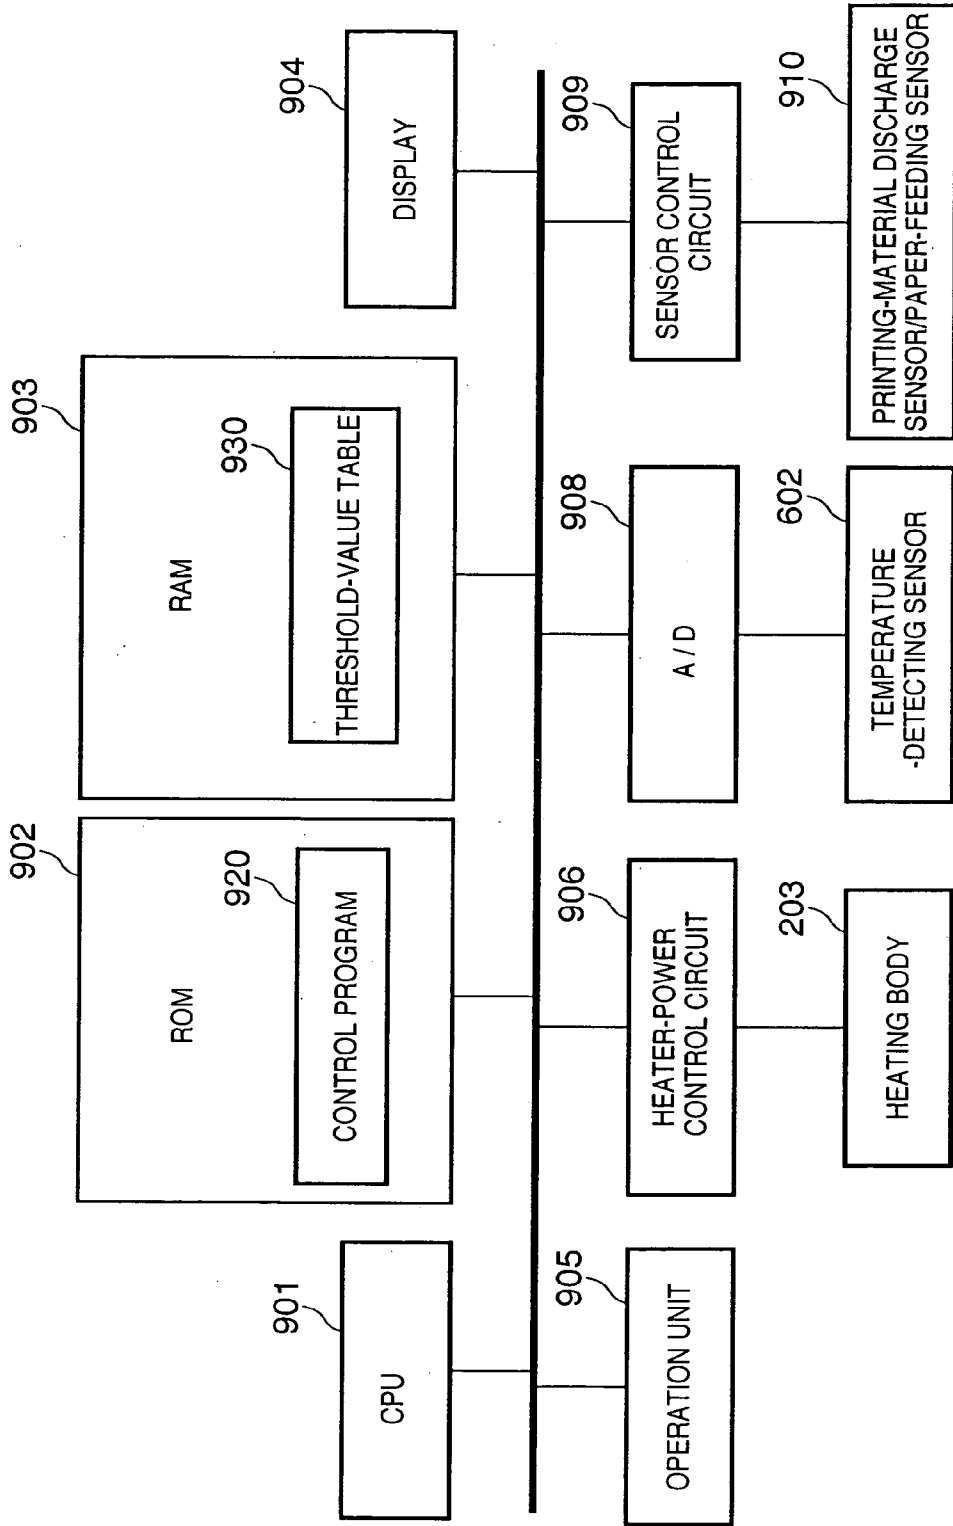 901
CPU
902
ROM
920
CONTROL PROGRAM
903
RAM
930
THRESHOLD-VALUE TABLE
904
DISPLAY
905
OPERATION UNIT
906
HEATER-POWER
CONTROL CIRCUIT
908
A / D
909
SENSOR CONTROL
CIRCUIT
203
HEATING BODY
602
TEMPERATURE
-DETECTING SENSOR
910
PRINTING-MATERIAL DISCHARGE
SENSOR/PAPER-FEEDING SENSOR